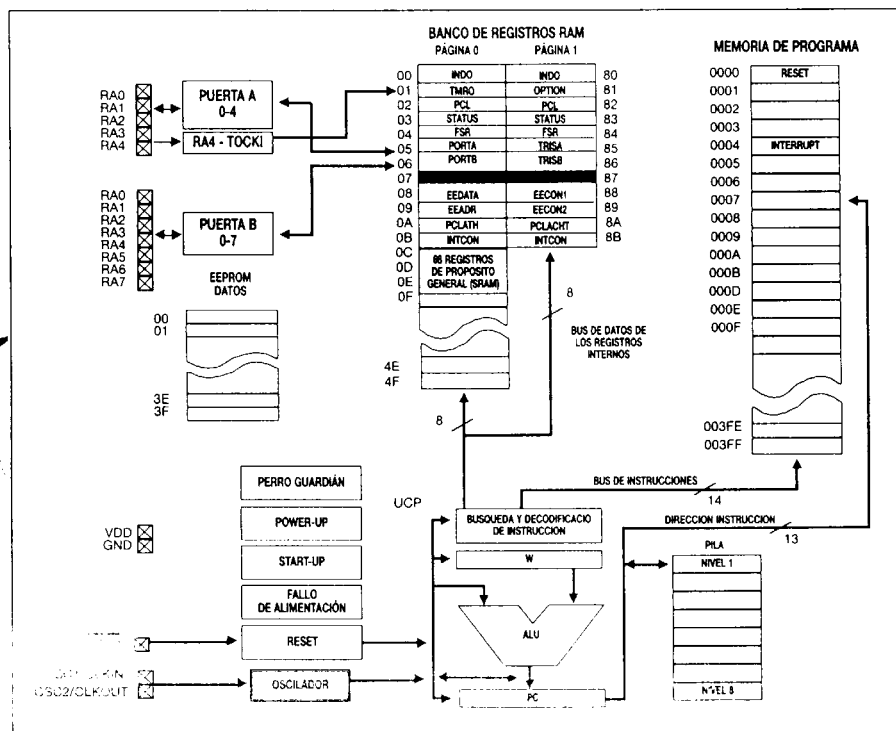 BANCO DE REGISTROS RAM
PÁGINA 0 PÁGINA 1
00 INDO INDO 80
01 TMRO OPTION 81
02 PCL PCL 82
03 STATUS STATUS 83
04 FSR FSR 84
05 PORTA TRISA 85
06 PORTB TRISB 86
07 87
08 EEDATA EECON1 88
09 EEADR EECON2 89
0A PCLATH PCLACHT 8A
0B INTCON INTCON 8B
0C
0D
0E
0F
68 REGISTROS
DE PROPOSITO
GENERAL (SRAM)
4E
4F
MEMORIA DE PROGRAMA
0000 RESET
0001
0002
0003
0004 INTERRUPT
0005
0006
0007
0008
0009
000A
000B
000D
000E
000F
003FE
003FF
RA0
RA1
RA2
RA3
RA4
PUERTA A
0-4
RA4 - TOCKI
RA0
RA1
RA2
RA3
RA4
RA5
RA6
RA7
PUERTA B
0-7
EEPROM
DATOS
00
01
3E
3F
8
BUS DE DATOS DE
LOS REGISTROS
INTERNOS
8
PERRO GUARDIÁN
POWER-UP
START-UP
FALLO
DE ALIMENTACIÓN
RESET
OSCILADOR
VDD
GND
OSC2/CLKOUT
UCP
BUSQUEDA Y DECODIFICACIO
DE INSTRUCCION
W
ALU
PC
BUS DE INSTRUCCIONES
14
DIRECCION INSTRUCCION
13
PILA
NIVEL 1
NIVEL 8